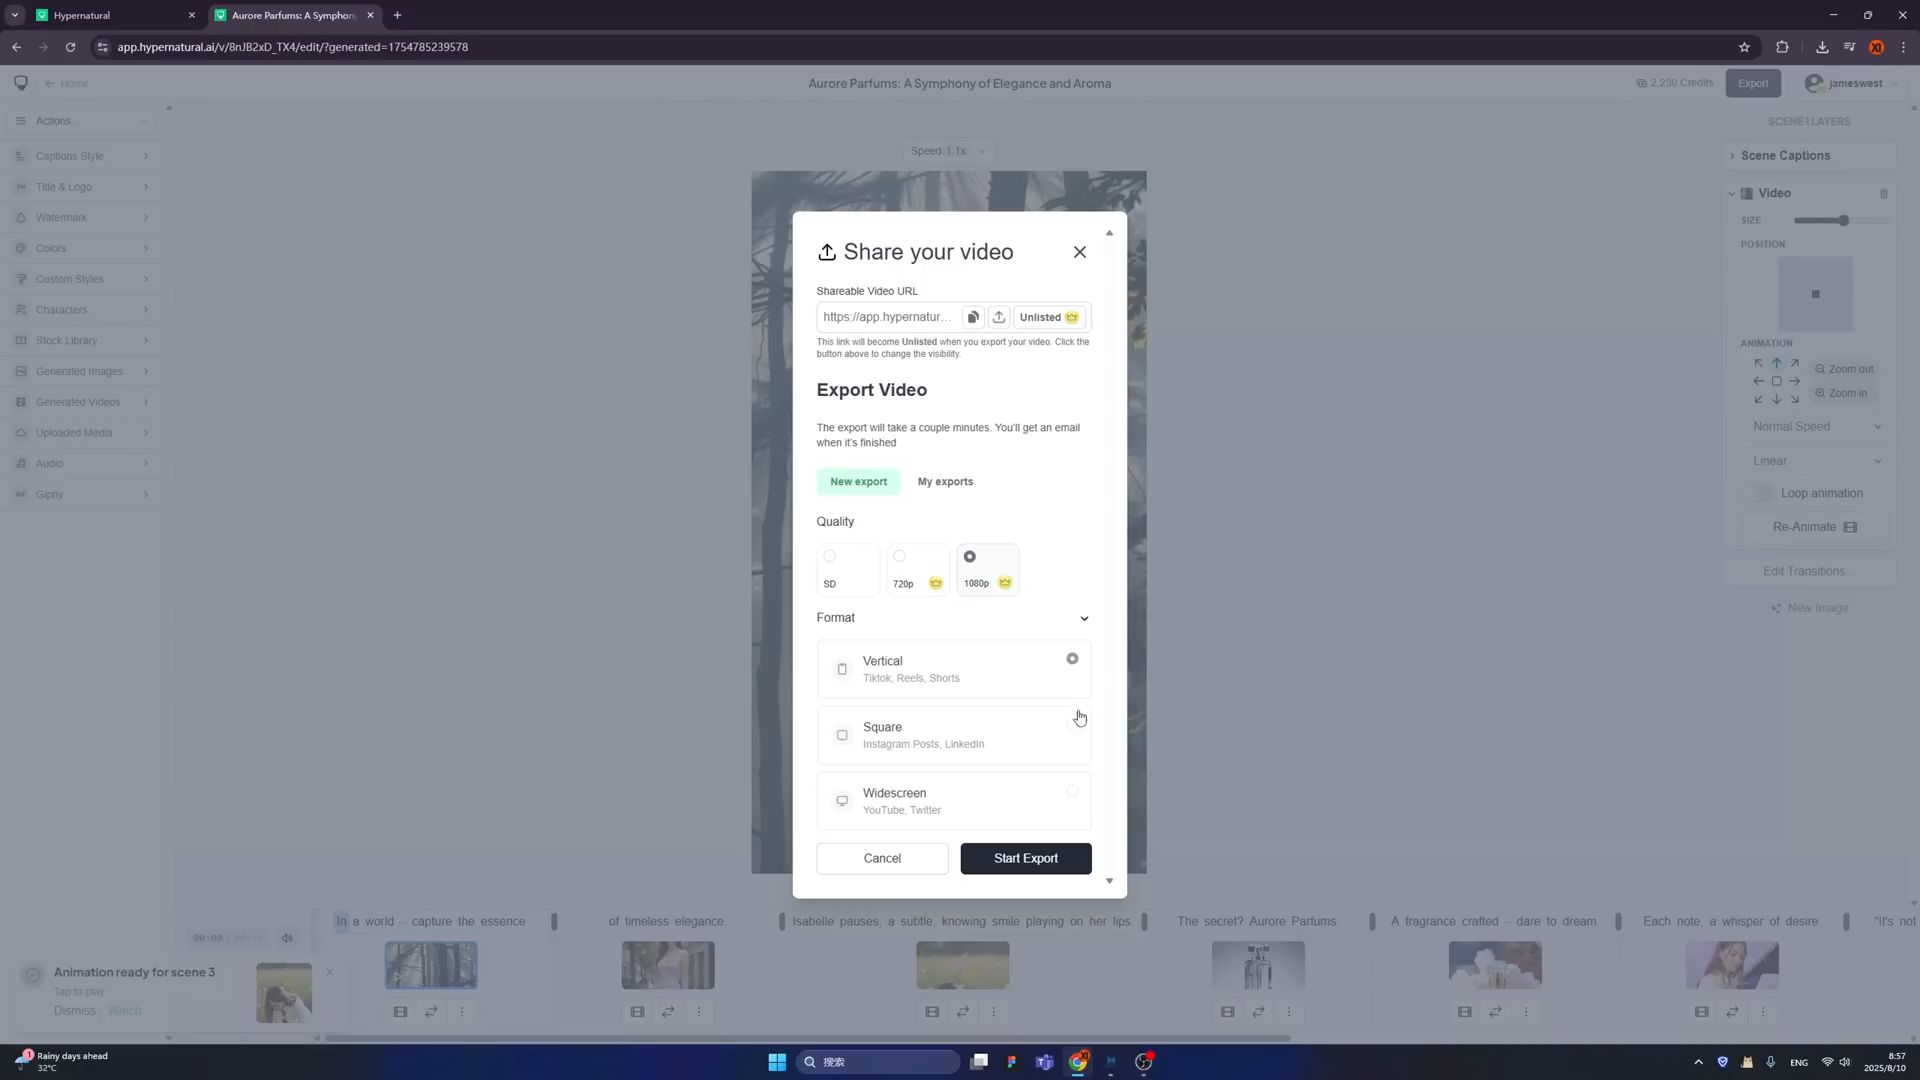 Hypernatural
Aurore Parfums: A Symphony
app.hypernatural.ai/v/8nJB2xD_TX4/edit/?generated=1754785239578
Home
Aurore Parfums: A Symphony of Elegance and Aroma
2,230 Credits
Export
jameswest
Actions...
Captions Style
Title & Logo
Watermark
Colors
Custom Styles
Characters
Stock Library
Generated Images
Generated Videos
Uploaded Media
Audio
Giphy
Speed 1.1x
SCENE 1 LAYERS
Scene Captions
Video
SIZE
POSITION
ANIMATION
Zoom out
Zoom in
Normal Speed
Linear
Loop animation
Re-Animate
Edit Transitions...
New Image
Share your video
Shareable Video URL
https://app.hypernatur...
Unlisted
This link will become Unlisted when you export your video. Click the
button above to change the visibility.
Export Video
The export will take a couple minutes. You'll get an email
when it's finished
New export
My exports
Quality
SD
720p
1080p
Format
Vertical
Tiktok, Reels, Shorts
Square
Instagram Posts, LinkedIn
Widescreen
YouTube, Twitter
Cancel
Start Export
In a world ··· capture the essence
of timeless elegance.
Isabelle pauses, a subtle, knowing smile playing on her lips.
The secret? Aurore Parfums.
A fragrance crafted ··· dare to dream.
Each note, a whisper of desire
"It's not
00:00 /
Animation ready for scene 3
Tap to play
Dismiss
Watch
1
Rainy days ahead
32°C
搜索
XI
ENG
8:57
2025/8/10